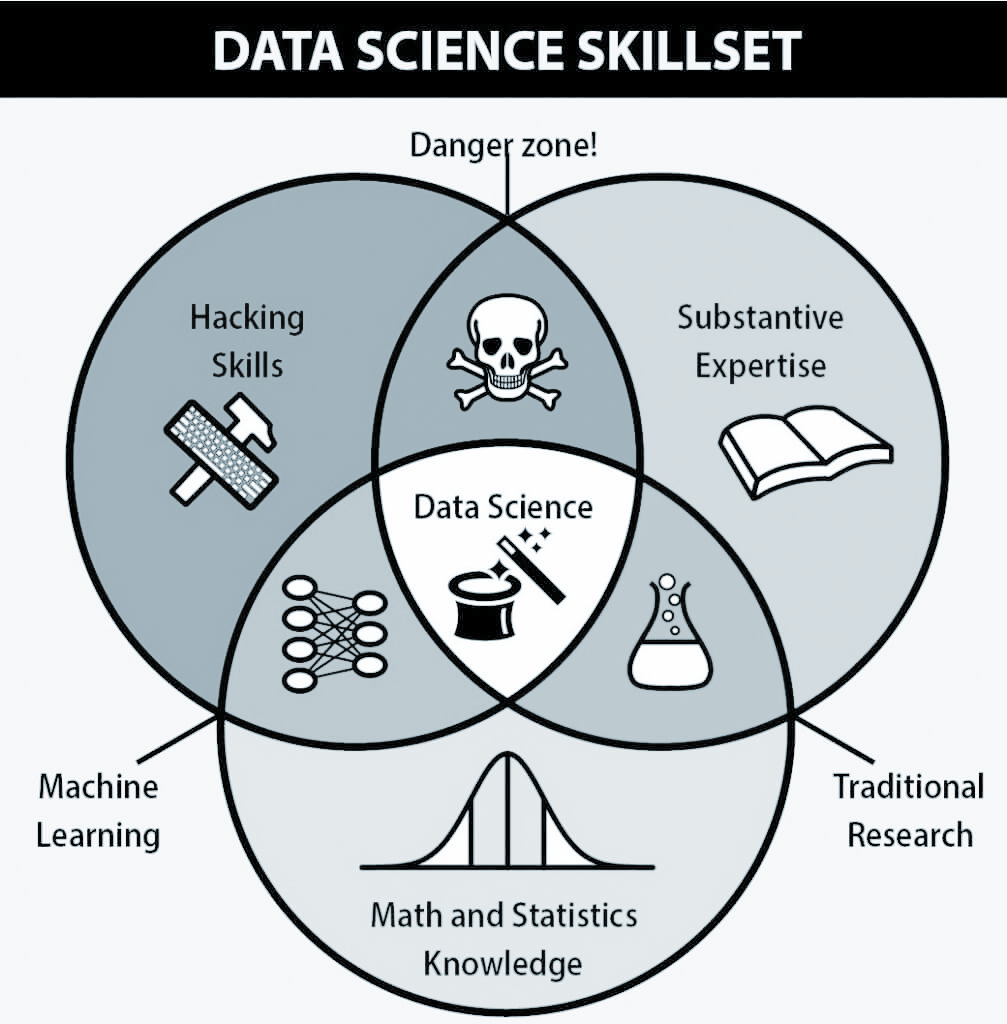 DATA SCIENCE SKILLSET
Danger zone!
Hacking
Skills
Substantive
Expertise
Data Science
Machine
Learning
Traditional
Research
Math and Statistics
Knowledge